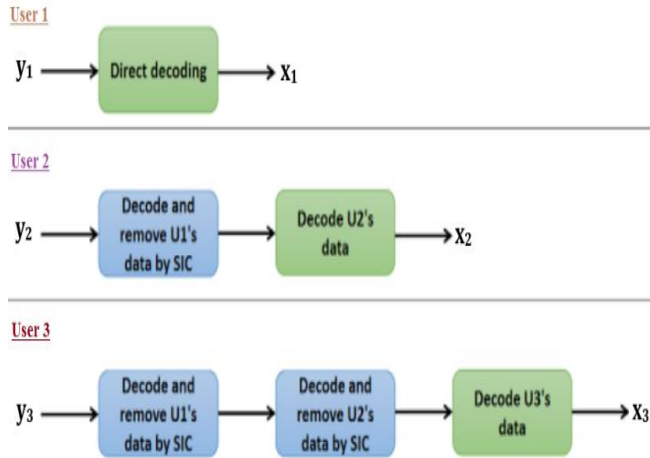 User 1
y₁
Direct decoding
x₁
User 2
y₂
Decode and
remove U1's
data by SIC
Decode U2's
data
x₂
User 3
y₃
Decode and
remove U1's
data by SIC
Decode and
remove U2's
data by SIC
Decode U3's
data
x₃